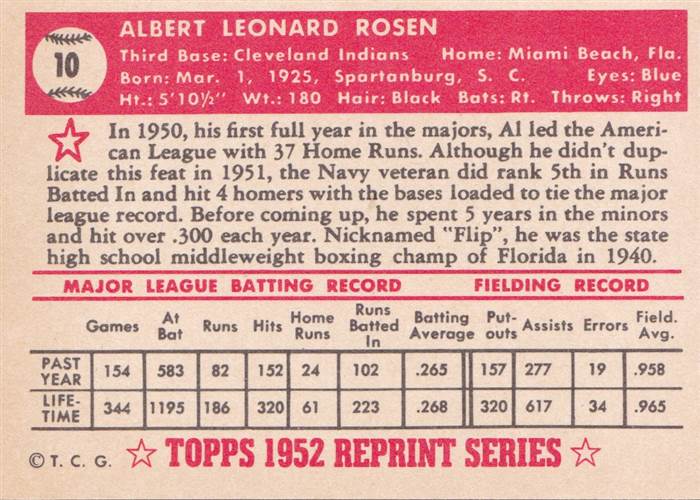 ALBERT LEONARD ROSEN
10
Third Base: Cleveland Indians Home: Miami Beach, Fla.
Born: Mar. 1, 1925, Spartanburg, S. C. Eyes: Blue
Ht.: 5'10½" Wt.: 180 Hair: Black Bats: Rt. Throws: Right
In 1950, his first full year in the majors, Al led the Ameri-
can League with 37 Home Runs. Although he didn't dup-
licate this feat in 1951, the Navy veteran did rank 5th in Runs
Batted In and hit 4 homers with the bases loaded to tie the major
league record. Before coming up, he spent 5 years in the minors
and hit over .300 each year. Nicknamed "Flip", he was the state
high school middleweight boxing champ of Florida in 1940.
MAJOR LEAGUE BATTING RECORD FIELDING RECORD
Games At Bat Runs Hits Home Runs Runs Batted In Batting Average Put-outs Assists Errors Field. Avg.
PAST YEAR 154 583 82 152 24 102 .265 157 277 19 .958
LIFE-TIME 344 1195 186 320 61 223 .268 320 617 34 .965
© T. C. G. TOPPS 1952 REPRINT SERIES